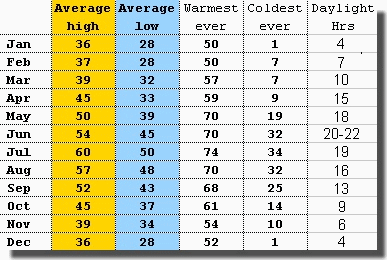 Average Average Warmest Coldest Daylight
high low ever ever Hrs
Jan 36 28 50 1 4
Feb 37 28 50 7 7
Mar 39 32 57 7 10
Apr 45 33 59 9 15
May 50 39 70 19 18
Jun 54 45 70 32 20-22
Jul 60 50 74 34 19
Aug 57 48 70 32 16
Sep 52 43 68 25 13
Oct 45 37 61 14 9
Nov 39 34 54 10 6
Dec 36 28 52 1 4